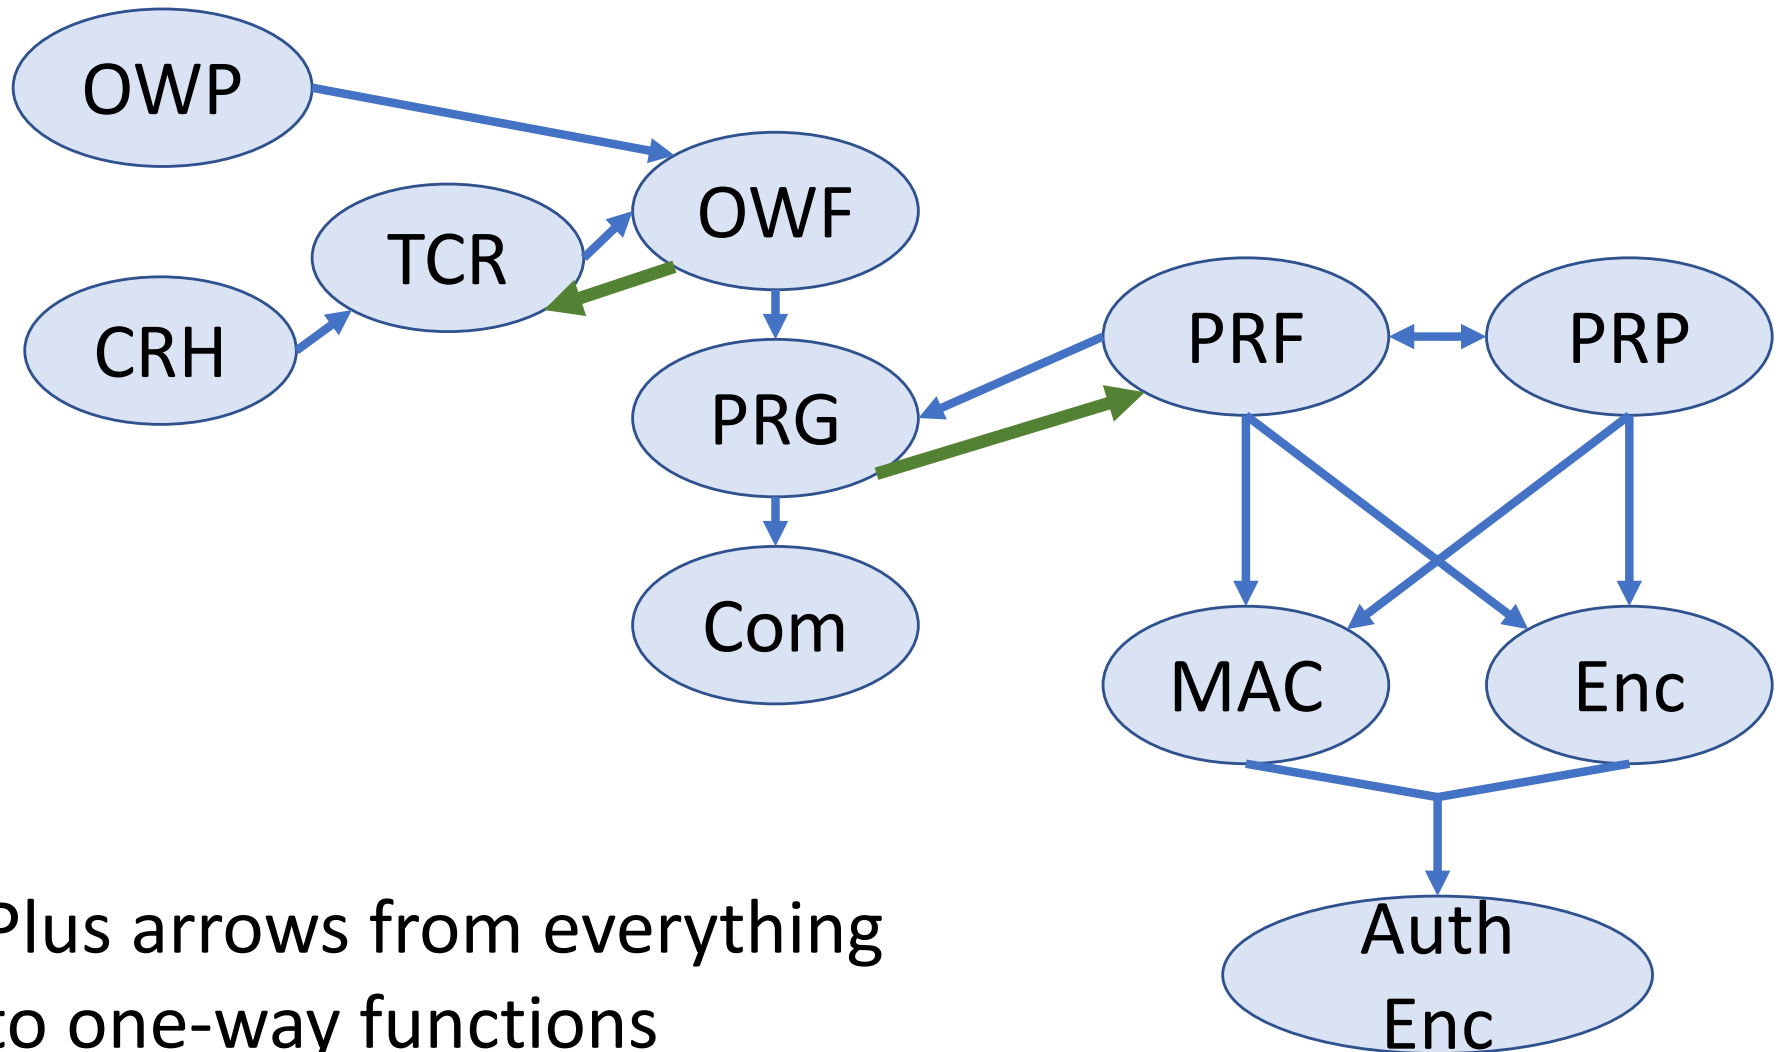 OWP
OWF
TCR
CRH
PRF
PRP
PRG
Com
MAC
Enc
Auth
Enc
Plus arrows from everything
to one-way functions